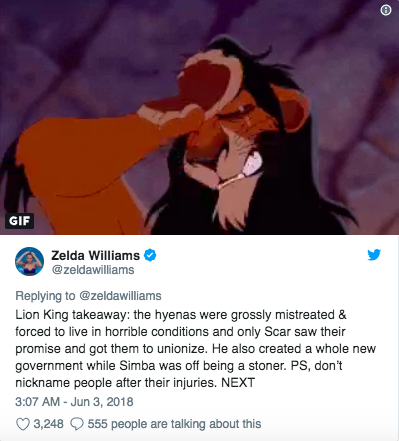 GIF
Zelda Williams
@zeldawilliams
Replying to @zeldawilliams
Lion King takeaway: the hyenas were grossly mistreated &
forced to live in horrible conditions and only Scar saw their
promise and got them to unionize. He also created a whole new
government while Simba was off being a stoner. PS, don’t
nickname people after their injuries. NEXT
3:07 AM - Jun 3, 2018
3,248 555 people are talking about this